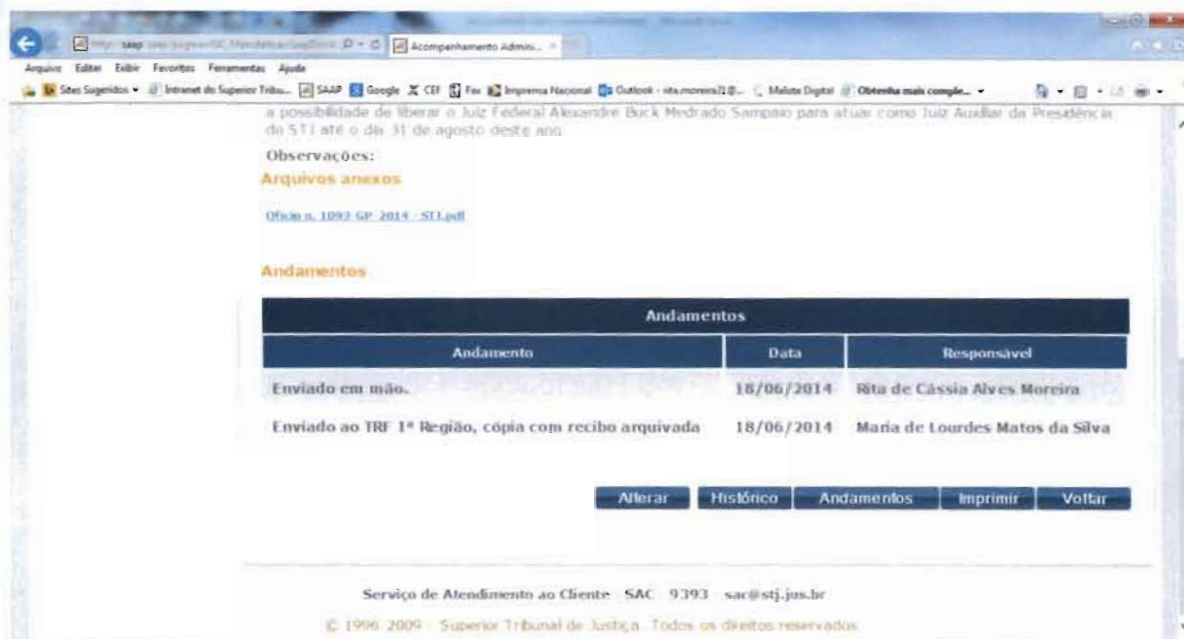 Acompanhamento Admini...
Arquivo Editar Exibir Favoritos Ferramentas Ajuda
Sites Sugeridos Intranet do Superior Tribu... SAAP Google CEF Fax Imprensa Nacional Outlook - Malote Digital Obtenha mais comple...
a possibilidade de liberar o Juiz Federal Alexandre Buck Medrado Sampaio para atuar como Juiz Auxiliar da Presidência
do STJ até o dia 31 de agosto deste ano
Observações:
Arquivos anexos
Ofício n. 1093-GP-2014 - STJ.pdf
Andamentos
Andamentos
Andamento Data Responsável
Enviado em mão. 18/06/2014 Rita de Cássia Alves Moreira
Enviado ao TRF 1ª Região, cópia com recibo arquivada 18/06/2014 Maria de Lourdes Matos da Silva
Alterar Histórico Andamentos Imprimir Voltar
Serviço de Atendimento ao Cliente - SAC - 9393 - sac@stj.jus.br
© 1996-2009 - Superior Tribunal de Justiça. Todos os direitos reservados